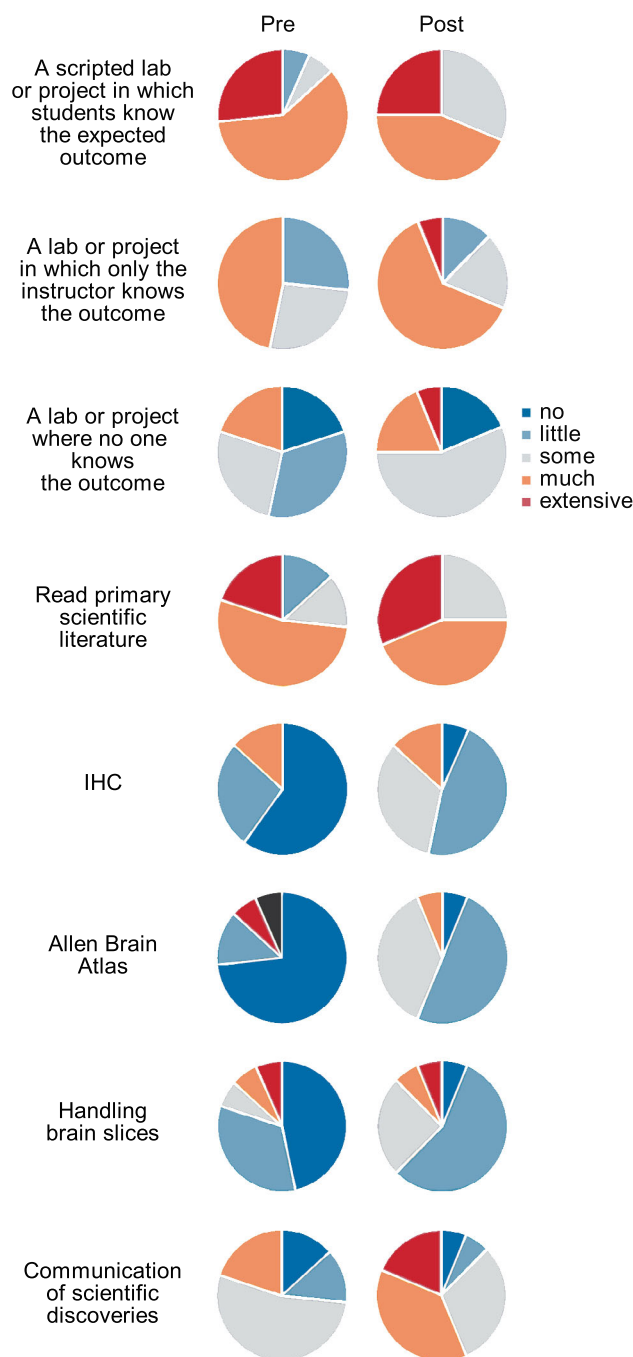 Pre
Post
A scripted lab
or project in which
students know
the expected
outcome
A lab or project
in which only the
instructor knows
the outcome
A lab or project
where no one
knows
the outcome
no
little
some
much
extensive
Read primary
scientific
literature
IHC
Allen Brain
Atlas
Handling
brain slices
Communication
of scientific
discoveries